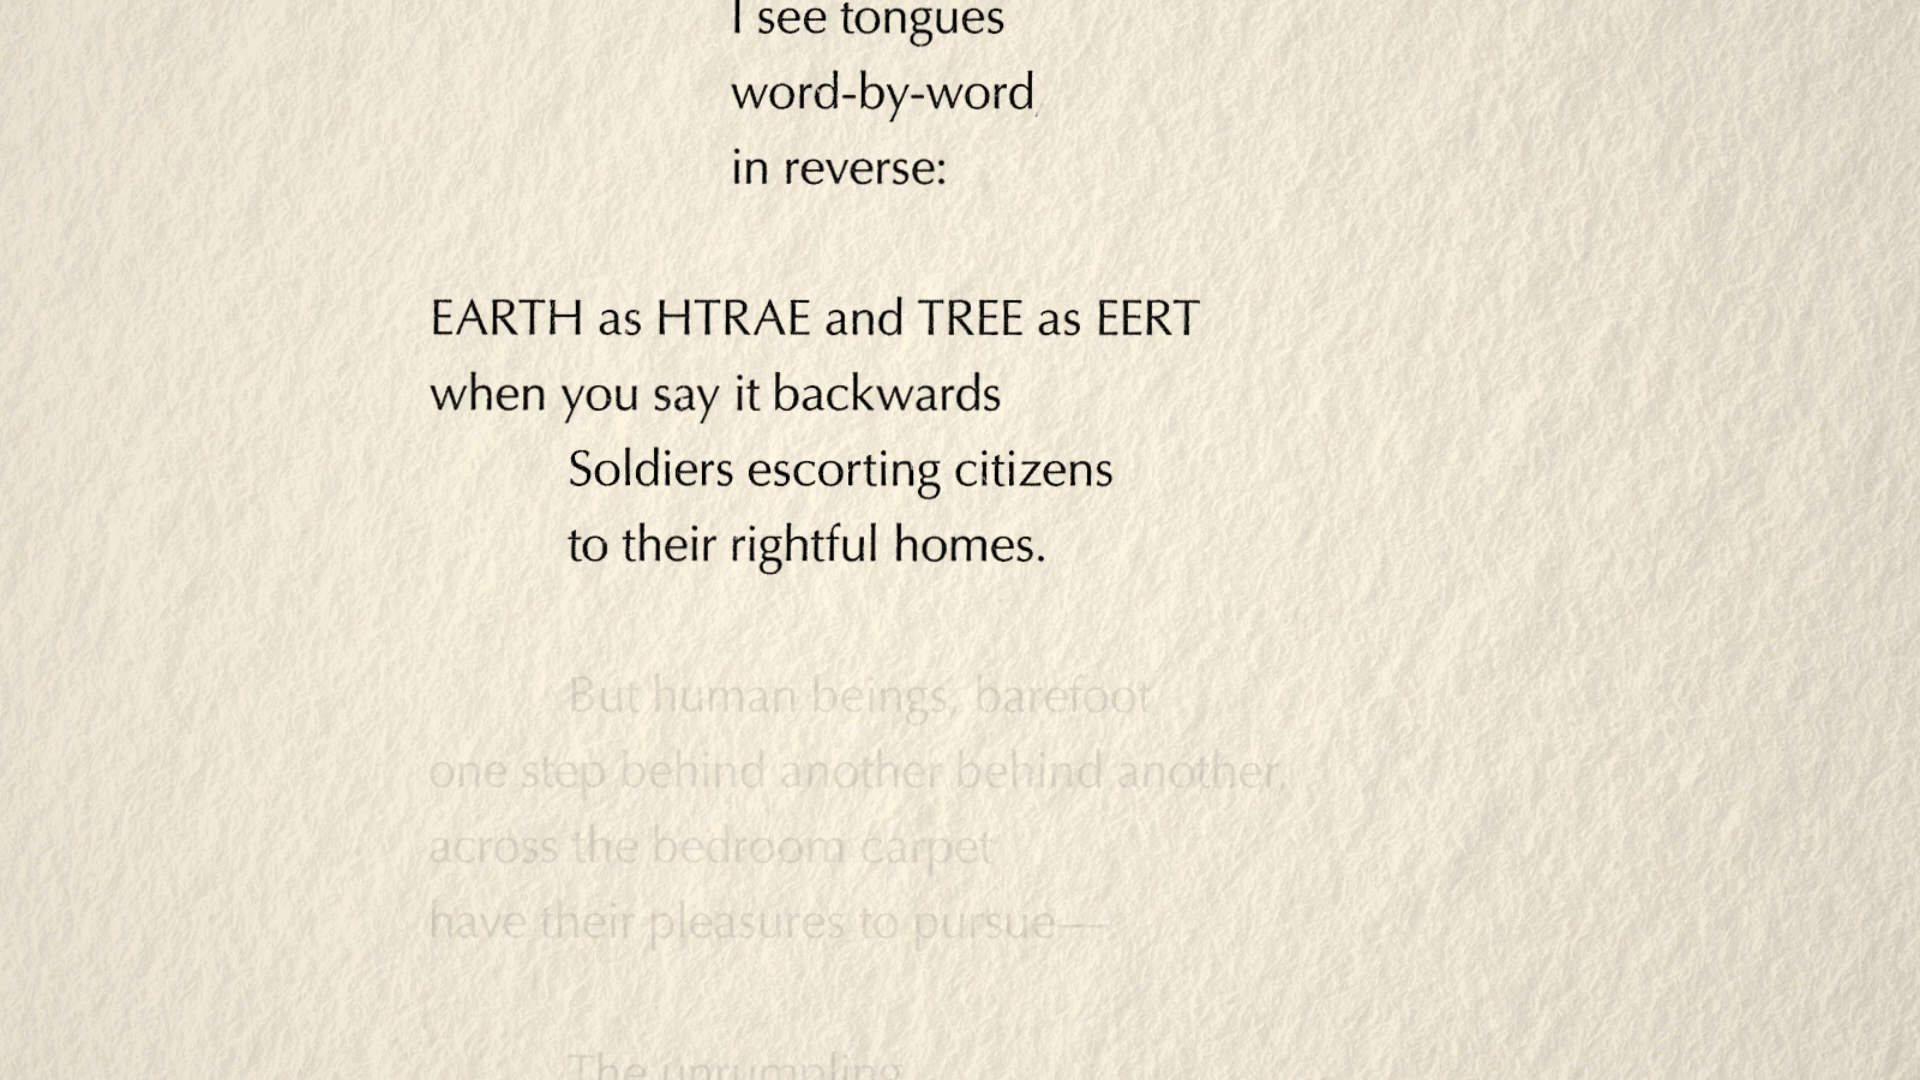 I see tongues
word-by-word
in reverse:
EARTH as HTRAE and TREE as EERT
when you say it backwards
Soldiers escorting citizens
to their rightful homes.
But human beings, barefoot
one step behind another behind another,
across the bedroom carpet
have their pleasures to pursue—
The unrumpling